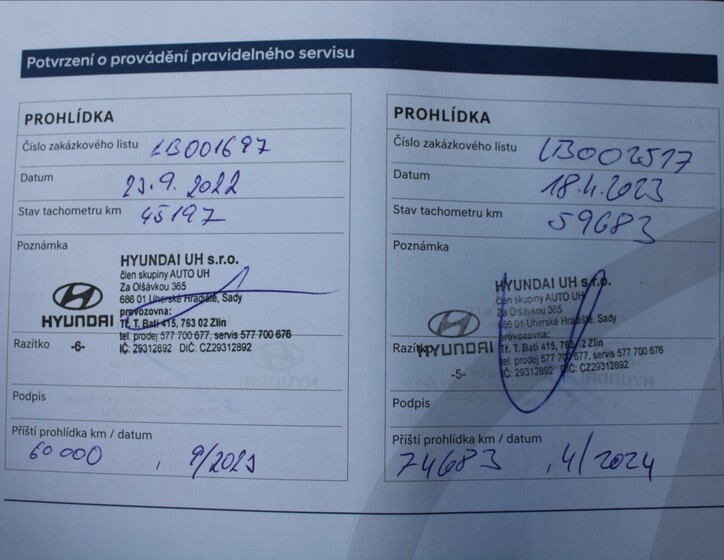 Potvrzení o provádění pravidelného servisu
PROHLÍDKA
Číslo zakázkového listu LB001697
Datum 23.9.2022
Stav tachometru km 45197
Poznámka
HYUNDAI UH s.r.o.
člen skupiny AUTO UH
Za Olšávkou 365
686 01 Uherské Hradiště, Sady
provozovna:
HYUNDAI Tř. T. Bati 415, 763 02 Zlín
tel. prodej 577 700 677, servis 577 700 676
Razítko -6- IČ: 29312892 DIČ: CZ29312892
Podpis
Příští prohlídka km / datum
60 000 , 9/2023
PROHLÍDKA
Číslo zakázkového listu LB002517
Datum 18.4.2023
Stav tachometru km 59683
Poznámka
HYUNDAI UH s.r.o.
člen skupiny AUTO UH
Za Olšávkou 365
686 01 Uherské Hradiště, Sady
provozovna:
Razítko HYUNDAI Tř. T. Bati 415, 763 02 Zlín
tel. prodej 577 700 677, servis 577 700 676
-5- IČ: 29312892 DIČ: CZ29312892
Podpis
Příští prohlídka km / datum
74683 , 4/2024